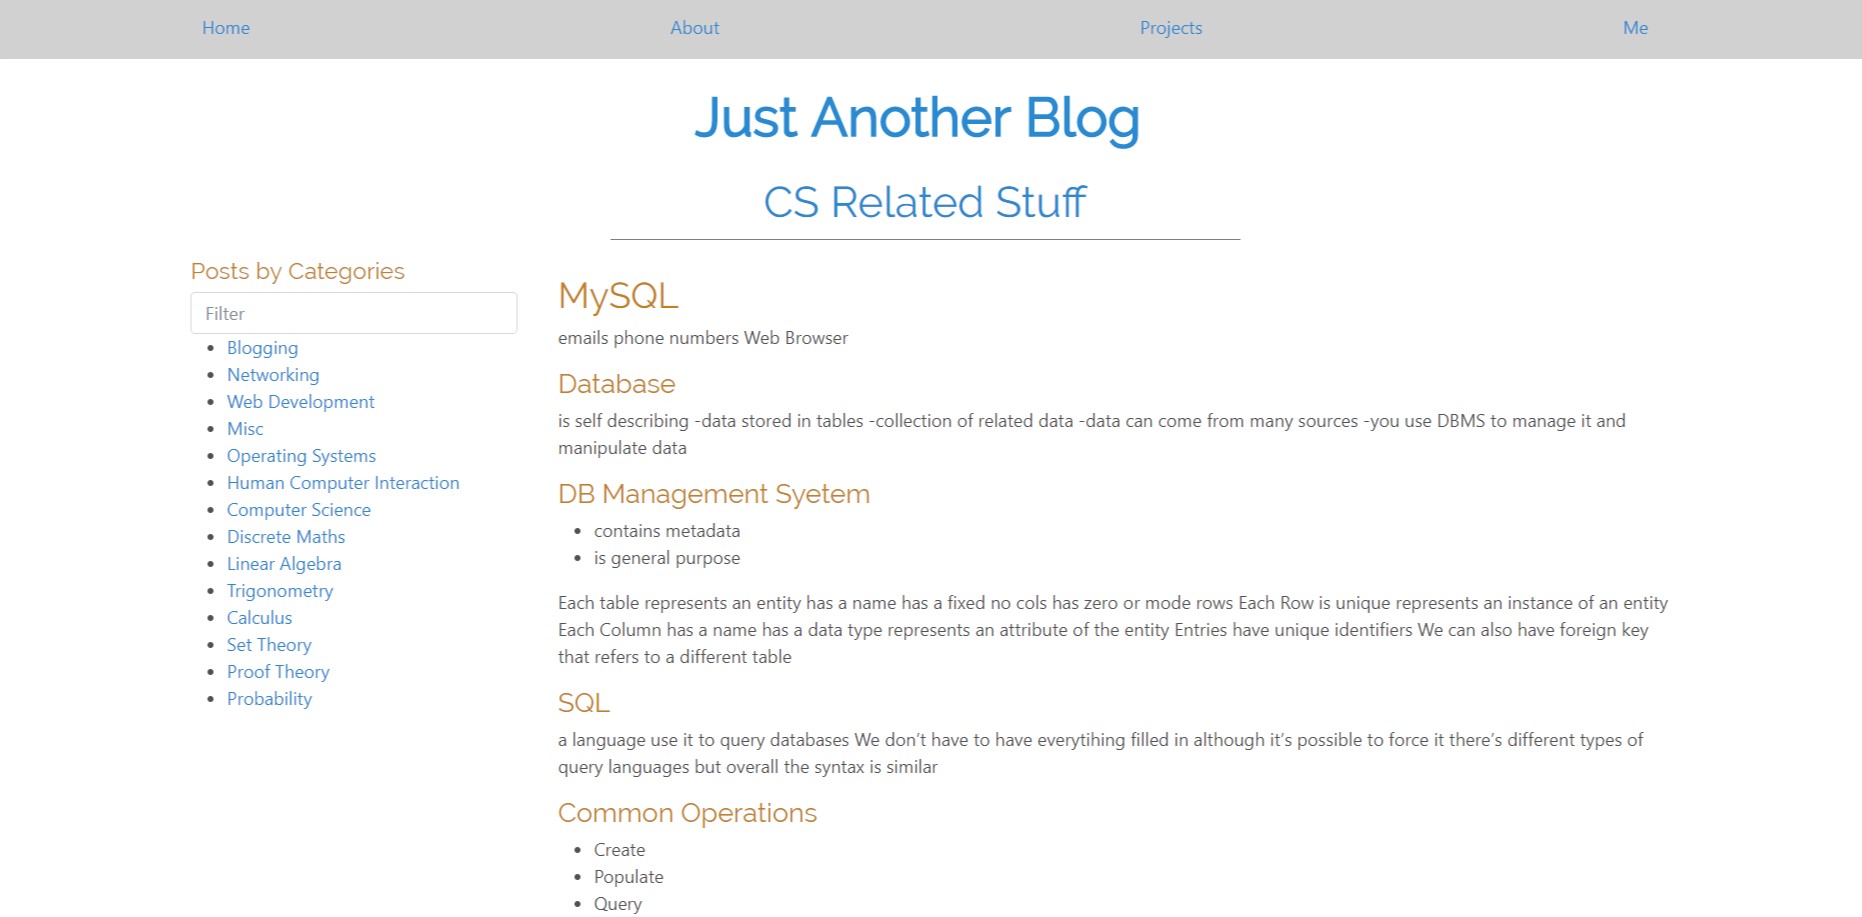 Home About Projects Me
Just Another Blog
CS Related Stuff
Posts by Categories
Filter
Blogging
Networking
Web Development
Misc
Operating Systems
Human Computer Interaction
Computer Science
Discrete Maths
Linear Algebra
Trigonometry
Calculus
Set Theory
Proof Theory
Probability
MySQL
emails phone numbers Web Browser
Database
is self describing -data stored in tables -collection of related data -data can come from many sources -you use DBMS to manage it and
manipulate data
DB Management Syetem
contains metadata
is general purpose
Each table represents an entity has a name has a fixed no cols has zero or mode rows Each Row is unique represents an instance of an entity
Each Column has a name has a data type represents an attribute of the entity Entries have unique identifiers We can also have foreign key
that refers to a different table
SQL
a language use it to query databases We don’t have to have everytihing filled in although it’s possible to force it there’s different types of
query languages but overall the syntax is similar
Common Operations
Create
Populate
Query